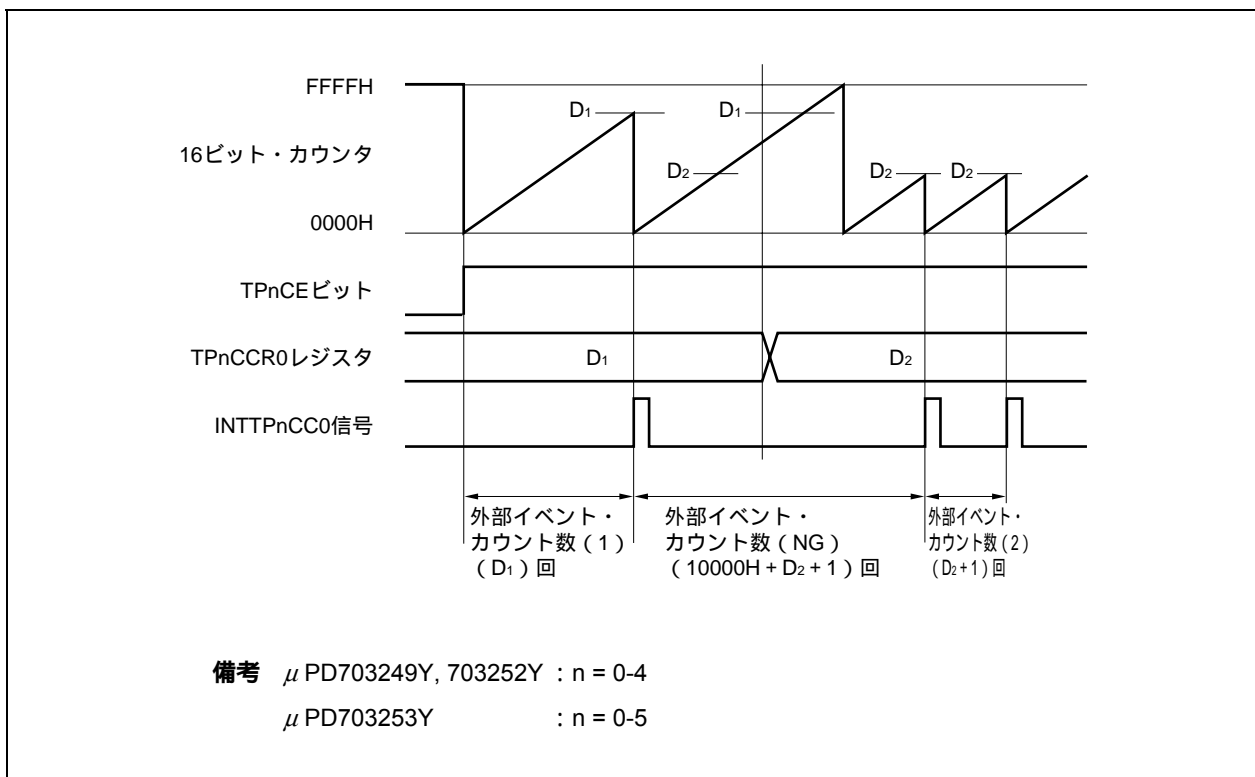 FFFFH
D1
D1
16ビット・カウンタ
D2
D2
D2
0000H
TPnCEビット
TPnCCR0レジスタ
D1
D2
INTTPnCC0信号
外部イベント・
カウント数(1)
(D1)回
外部イベント・
カウント数(NG)
(10000H + D2 + 1)回
外部イベント・
カウント数(2)
(D2+1)回
備考 μ PD703249Y, 703252Y : n = 0-4
μ PD703253Y : n = 0-5